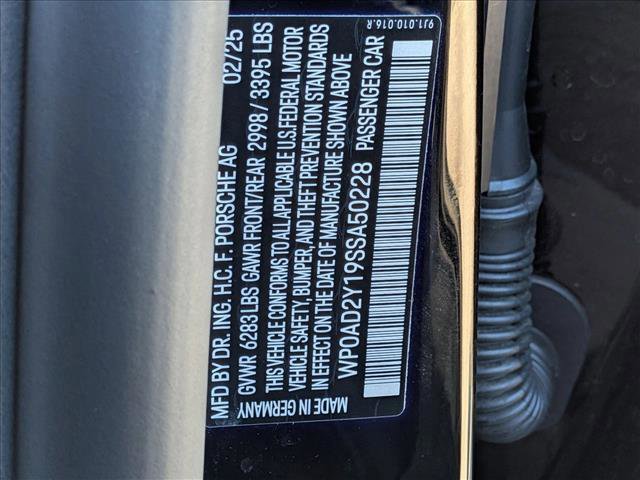 9J1.010.016.R
MFG BY DR. ING. H.C. F. PORSCHE AG 02/25
GVWR 6283 LBS GAWR FRONT/REAR 2998 / 3395 LBS
THIS VEHICLE CONFORMS TO ALL APPLICABLE U.S. FEDERAL MOTOR
VEHICLE SAFETY, BUMPER, AND THEFT PREVENTION STANDARDS
IN EFFECT ON THE DATE OF MANUFACTURE SHOWN ABOVE
WP0AD2Y19SSA50228 PASSENGER CAR
MADE IN GERMANY